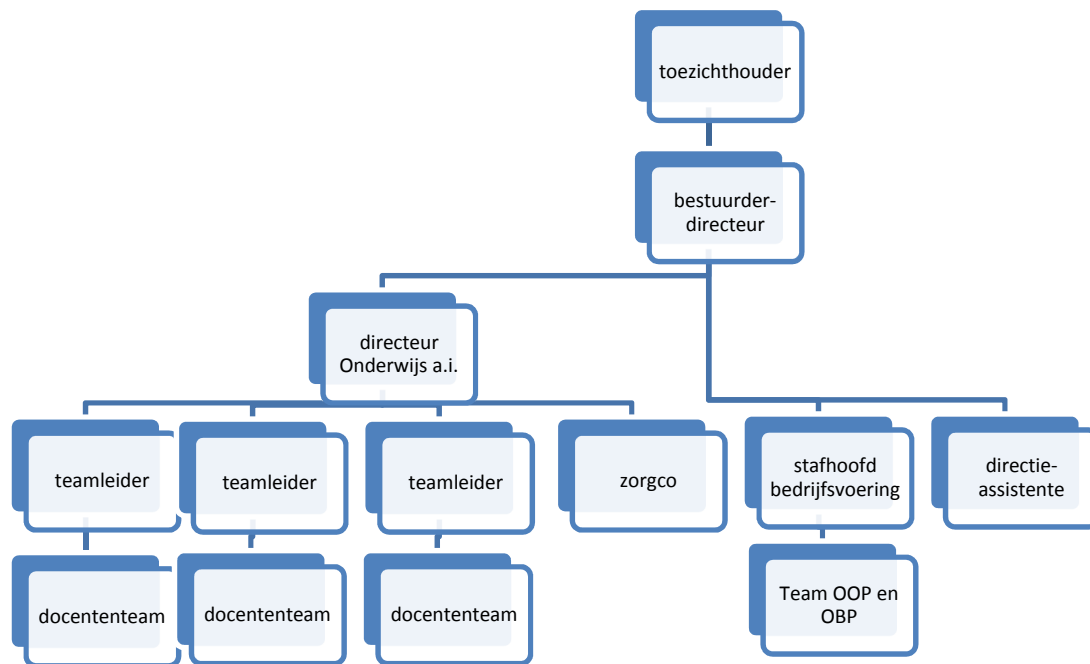 toezichthouder
bestuurder-
directeur
directeur
Onderwijs a.i.
teamleider
teamleider
teamleider
zorgco
stafhoofd
bedrijfsvoering
directie-
assistente
docententeam
docententeam
docententeam
Team OOP en
OBP